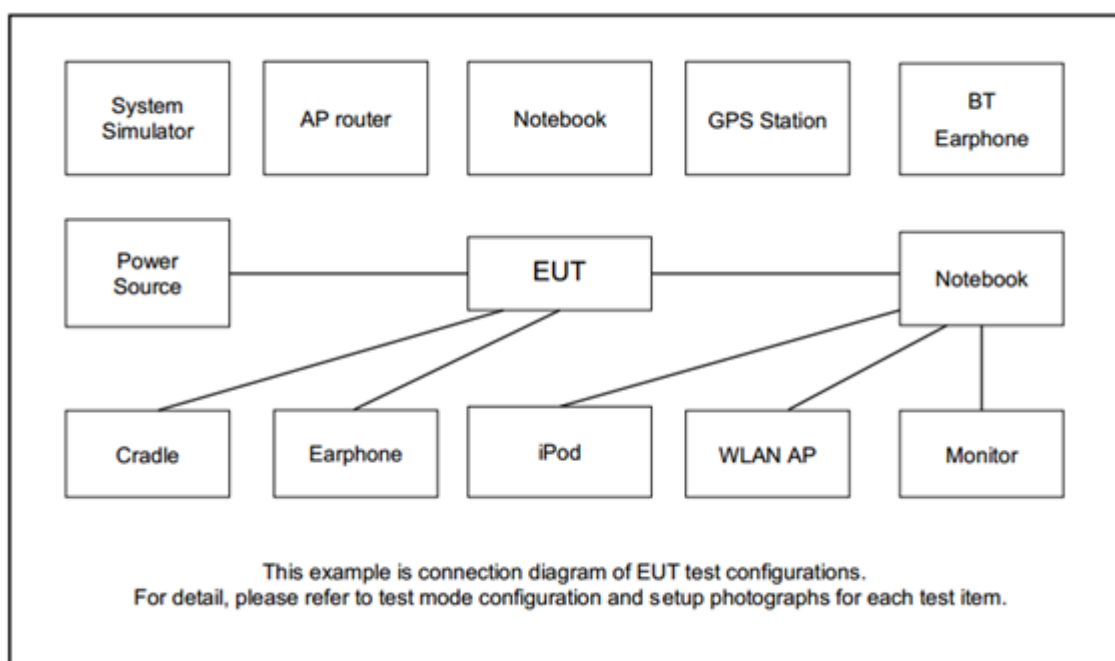 System
Simulator
AP router
Notebook
GPS Station
BT
Earphone
Power
Source
EUT
Notebook
Cradle
Earphone
iPod
WLAN AP
Monitor
This example is connection diagram of EUT test configurations.
For detail, please refer to test mode configuration and setup photographs for each test item.